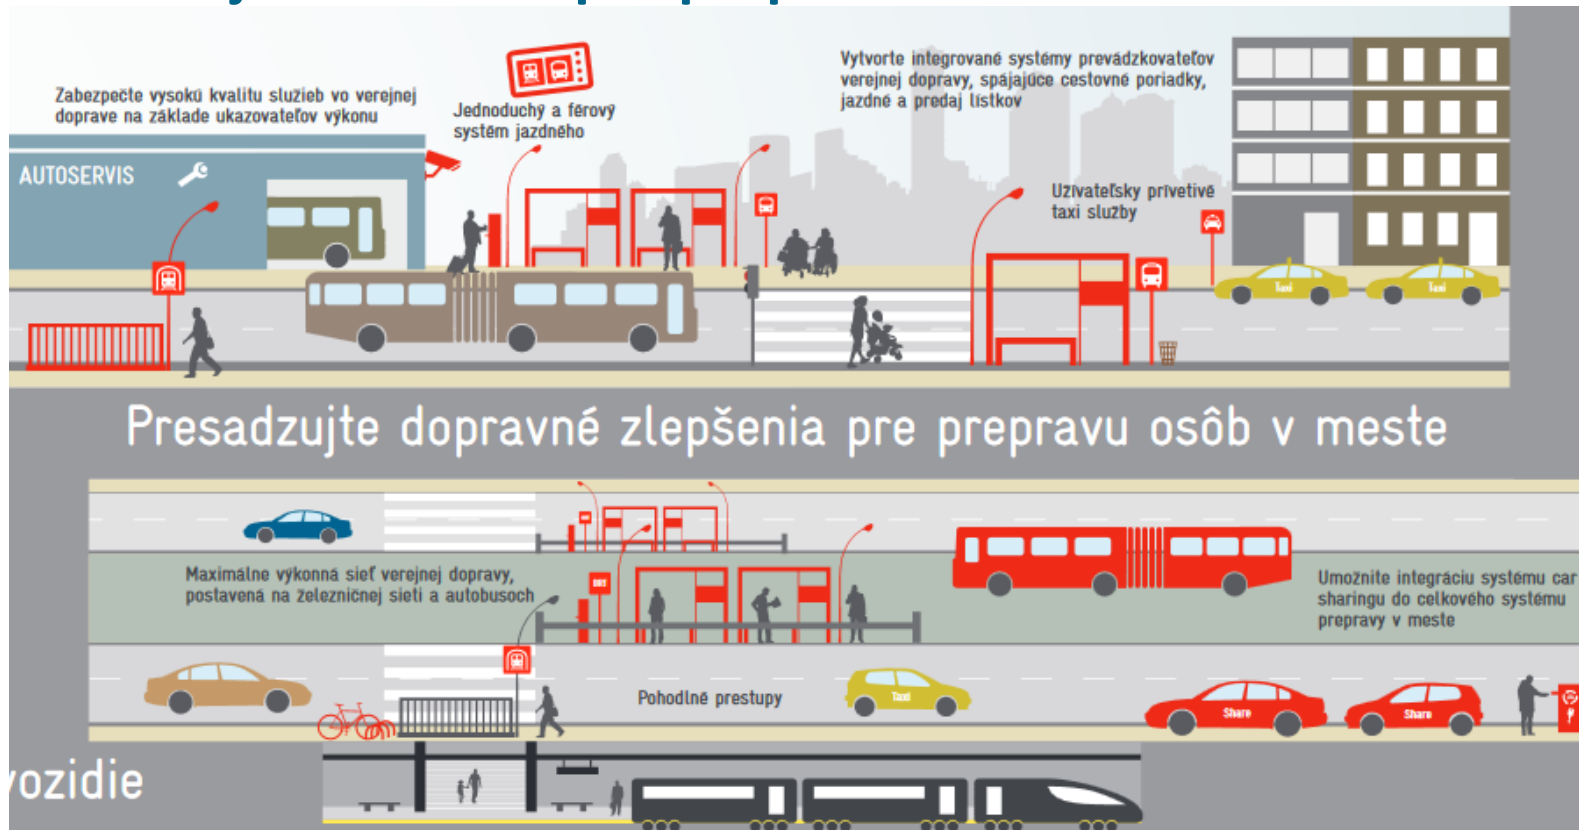 Zabezpečte vysokú kvalitu služieb vo verejnej
doprave na základe ukazovateľov výkonu
Jednoduchý a férový
systém jazdného
Vytvorte integrované systémy prevádzkovateľov
verejnej dopravy, spájajúce cestovné poriadky,
jazdné a predaj lístkov
AUTOSERVIS
Uzívateľsky prívetivé
taxi služby
Taxi
Taxi
Presadzujte dopravné zlepšenia pre prepravu osôb v meste
Maximálne výkonná sieť verejnej dopravy,
postavená na železničnej sieti a autobusoch
BRT
Umožnite integráciu systému car
sharingu do celkového systému
prepravy v meste
Pohodlné prestupy
Taxi
Share
Share
vozidie